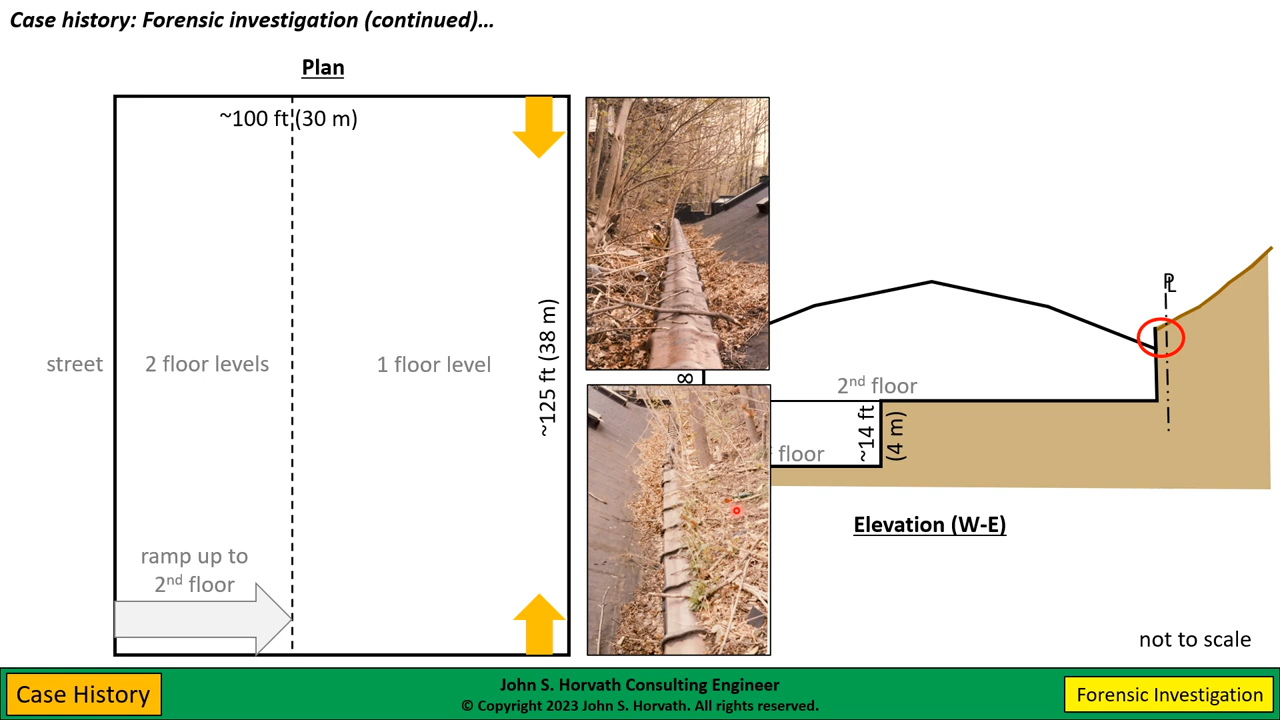 Case history: Forensic investigation (continued)…
Plan
~100 ft (30 m)
street
2 floor levels
1 floor level
~125 ft (38 m)
ramp up to
2nd floor
8
2nd floor
floor
~14 ft
(4 m)
PL
Elevation (W-E)
not to scale
Case History
John S. Horvath Consulting Engineer
© Copyright 2023 John S. Horvath. All rights reserved.
Forensic Investigation